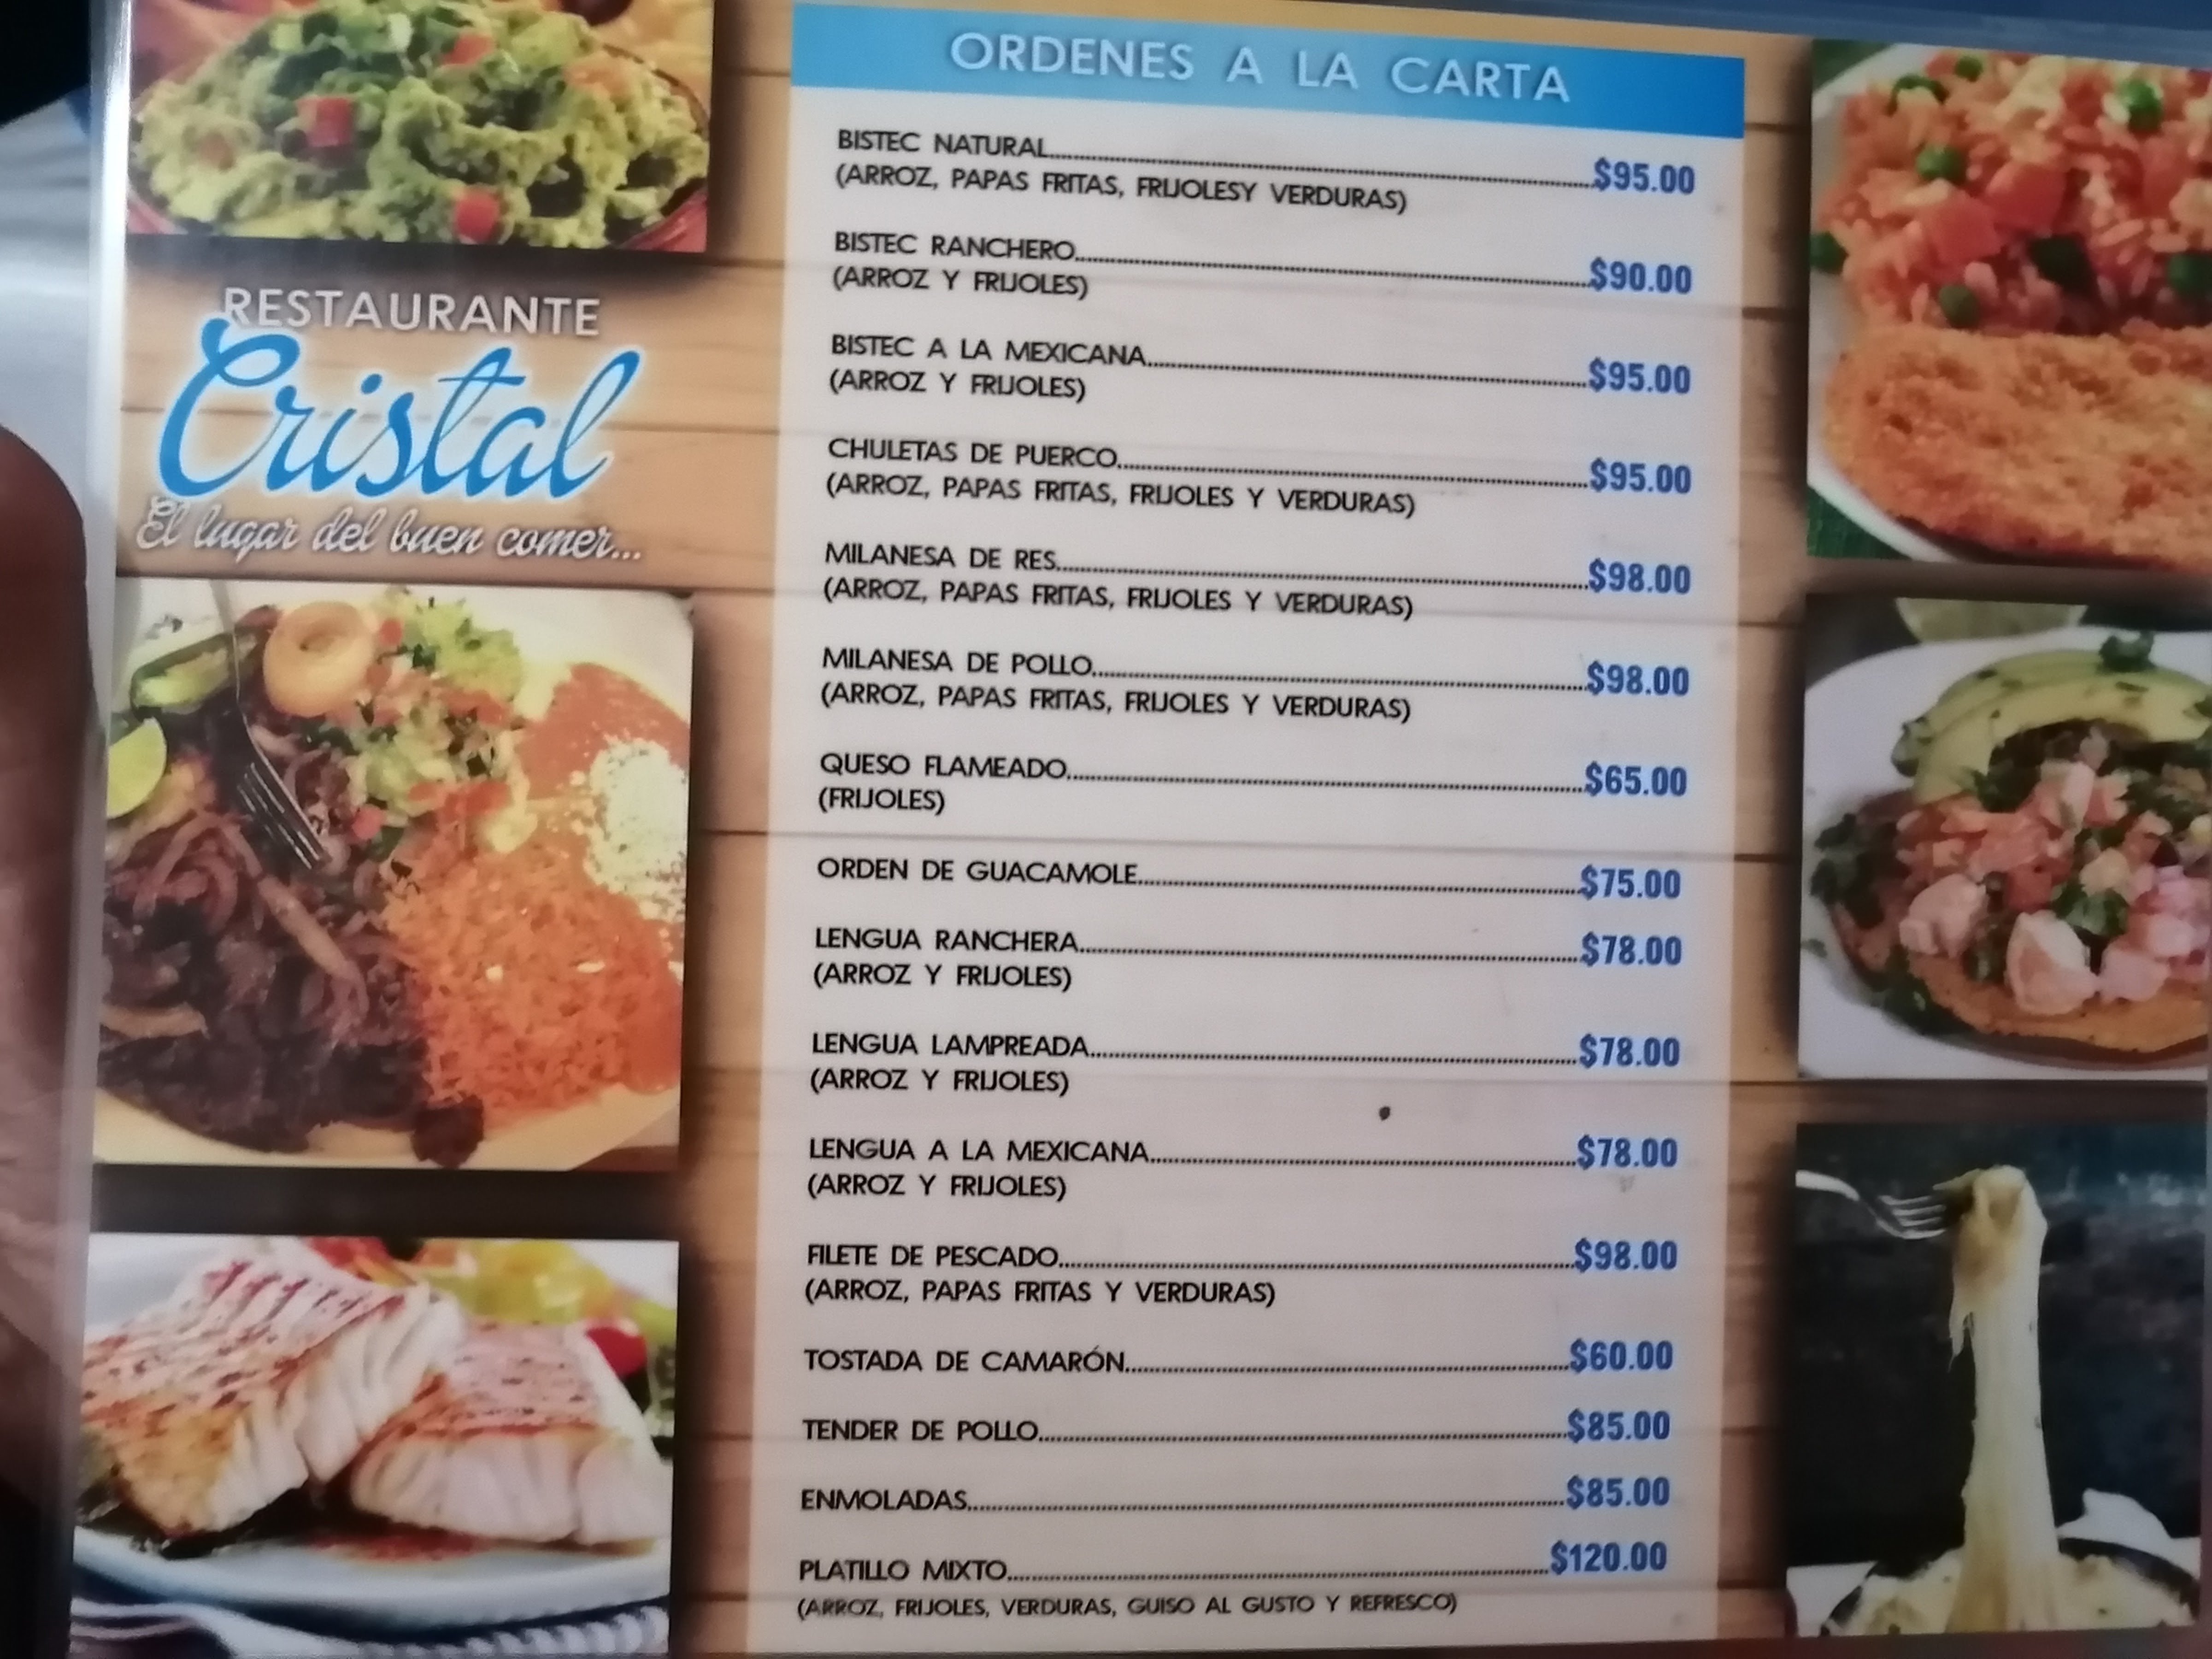 ORDENES A LA CARTA
BISTEC NATURAL........$95.00
(ARROZ, PAPAS FRITAS, FRIJOLESY VERDURAS)
BISTEC RANCHERO........$90.00
(ARROZ Y FRIJOLES)
BISTEC A LA MEXICANA........$95.00
(ARROZ Y FRIJOLES)
CHULETAS DE PUERCO........$95.00
(ARROZ, PAPAS FRITAS, FRIJOLES Y VERDURAS)
MILANESA DE RES........$98.00
(ARROZ, PAPAS FRITAS, FRIJOLES Y VERDURAS)
MILANESA DE POLLO........$98.00
(ARROZ, PAPAS FRITAS, FRIJOLES Y VERDURAS)
QUESO FLAMEADO........$65.00
(FRIJOLES)
ORDEN DE GUACAMOLE........$75.00
LENGUA RANCHERA........$78.00
(ARROZ Y FRIJOLES)
LENGUA LAMPREADA........$78.00
(ARROZ Y FRIJOLES)
LENGUA A LA MEXICANA........$78.00
(ARROZ Y FRIJOLES)
FILETE DE PESCADO........$98.00
(ARROZ, PAPAS FRITAS Y VERDURAS)
TOSTADA DE CAMARÓN........$60.00
TENDER DE POLLO........$85.00
ENMOLADAS........$85.00
PLATILLO MIXTO........$120.00
(ARROZ, FRIJOLES, VERDURAS, GUISO AL GUSTO Y REFRESCO)
RESTAURANTE
Cristal
El lugar del buen comer...